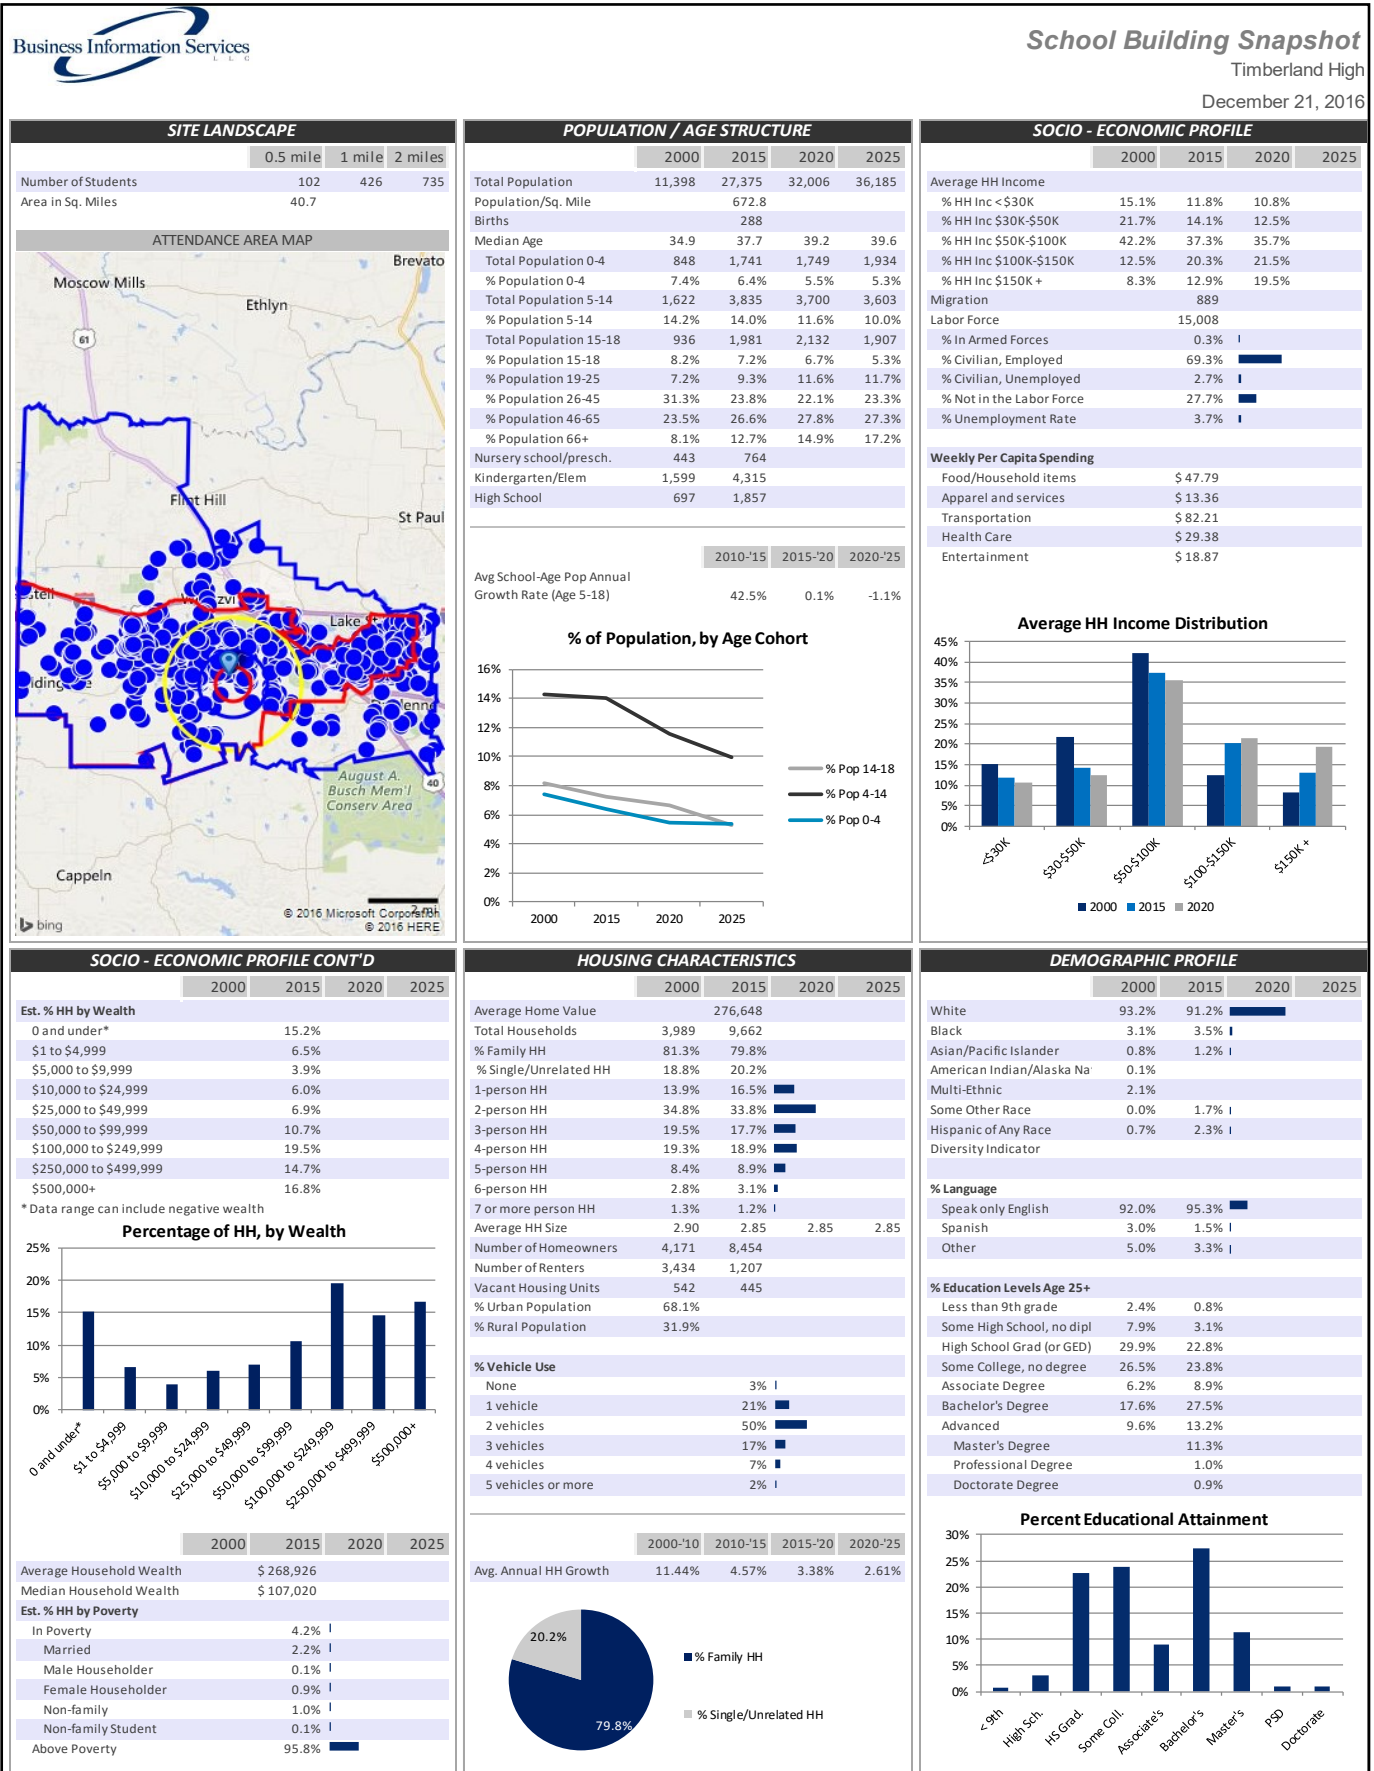 Business Information Services
L L C
School Building Snapshot
Timberland High
December 21, 2016
SITE LANDSCAPE
0.5 mile 1 mile 2 miles
Number of Students 102 426 735
Area in Sq. Miles 40.7
ATTENDANCE AREA MAP
Brevato
Moscow Mills
Ethlyn
61
Flint Hill
St Paul
Lake St
August A.
Busch Mem'l
Conserv Area
40
Cappeln
2 mi
© 2016 Microsoft Corporation
bing
© 2016 HERE
POPULATION / AGE STRUCTURE
2000 2015 2020 2025
Total Population 11,398 27,375 32,006 36,185
Population/Sq. Mile 672.8
Births 288
Median Age 34.9 37.7 39.2 39.6
Total Population 0-4 848 1,741 1,749 1,934
% Population 0-4 7.4% 6.4% 5.5% 5.3%
Total Population 5-14 1,622 3,835 3,700 3,603
% Population 5-14 14.2% 14.0% 11.6% 10.0%
Total Population 15-18 936 1,981 2,132 1,907
% Population 15-18 8.2% 7.2% 6.7% 5.3%
% Population 19-25 7.2% 9.3% 11.6% 11.7%
% Population 26-45 31.3% 23.8% 22.1% 23.3%
% Population 46-65 23.5% 26.6% 27.8% 27.3%
% Population 66+ 8.1% 12.7% 14.9% 17.2%
Nursery school/presch. 443 764
Kindergarten/Elem 1,599 4,315
High School 697 1,857
2010-'15 2015-'20 2020-'25
Avg School-Age Pop Annual
Growth Rate (Age 5-18) 42.5% 0.1% -1.1%
% of Population, by Age Cohort
16%
14%
12%
10%
8%
6%
4%
2%
0%
2000 2015 2020 2025
% Pop 14-18
% Pop 4-14
% Pop 0-4
SOCIO - ECONOMIC PROFILE
2000 2015 2020 2025
Average HH Income
% HH Inc <$30K 15.1% 11.8% 10.8%
% HH Inc $30K-$50K 21.7% 14.1% 12.5%
% HH Inc $50K-$100K 42.2% 37.3% 35.7%
% HH Inc $100K-$150K 12.5% 20.3% 21.5%
% HH Inc $150K + 8.3% 12.9% 19.5%
Migration 889
Labor Force 15,008
% In Armed Forces 0.3%
% Civilian, Employed 69.3%
% Civilian, Unemployed 2.7%
% Not in the Labor Force 27.7%
% Unemployment Rate 3.7%
Weekly Per Capita Spending
Food/Household items $ 47.79
Apparel and services $ 13.36
Transportation $ 82.21
Health Care $ 29.38
Entertainment $ 18.87
Average HH Income Distribution
45%
40%
35%
30%
25%
20%
15%
10%
5%
0%
<$30K $30-$50K $50-$100K $100-$150K $150K +
2000 2015 2020
SOCIO - ECONOMIC PROFILE CONT'D
2000 2015 2020 2025
Est. % HH by Wealth
0 and under* 15.2%
$1 to $4,999 6.5%
$5,000 to $9,999 3.9%
$10,000 to $24,999 6.0%
$25,000 to $49,999 6.9%
$50,000 to $99,999 10.7%
$100,000 to $249,999 19.5%
$250,000 to $499,999 14.7%
$500,000+ 16.8%
* Data range can include negative wealth
Percentage of HH, by Wealth
25%
20%
15%
10%
5%
0%
0 and under* $1 to $4,999 $5,000 to $9,999 $10,000 to $24,999 $25,000 to $49,999 $50,000 to $99,999 $100,000 to $249,999 $250,000 to $499,999 $500,000+
2000 2015 2020 2025
Average Household Wealth $ 268,926
Median Household Wealth $ 107,020
Est. % HH by Poverty
In Poverty 4.2%
Married 2.2%
Male Householder 0.1%
Female Householder 0.9%
Non-family 1.0%
Non-family Student 0.1%
Above Poverty 95.8%
HOUSING CHARACTERISTICS
2000 2015 2020 2025
Average Home Value 276,648
Total Households 3,989 9,662
% Family HH 81.3% 79.8%
% Single/Unrelated HH 18.8% 20.2%
1-person HH 13.9% 16.5%
2-person HH 34.8% 33.8%
3-person HH 19.5% 17.7%
4-person HH 19.3% 18.9%
5-person HH 8.4% 8.9%
6-person HH 2.8% 3.1%
7 or more person HH 1.3% 1.2%
Average HH Size 2.90 2.85 2.85 2.85
Number of Homeowners 4,171 8,454
Number of Renters 3,434 1,207
Vacant Housing Units 542 445
% Urban Population 68.1%
% Rural Population 31.9%
% Vehicle Use
None 3%
1 vehicle 21%
2 vehicles 50%
3 vehicles 17%
4 vehicles 7%
5 vehicles or more 2%
2000-'10 2010-'15 2015-'20 2020-'25
Avg. Annual HH Growth 11.44% 4.57% 3.38% 2.61%
20.2%
79.8%
% Family HH
% Single/Unrelated HH
DEMOGRAPHIC PROFILE
2000 2015 2020 2025
White 93.2% 91.2%
Black 3.1% 3.5%
Asian/Pacific Islander 0.8% 1.2%
American Indian/Alaska Na 0.1%
Multi-Ethnic 2.1%
Some Other Race 0.0% 1.7%
Hispanic of Any Race 0.7% 2.3%
Diversity Indicator
% Language
Speak only English 92.0% 95.3%
Spanish 3.0% 1.5%
Other 5.0% 3.3%
% Education Levels Age 25+
Less than 9th grade 2.4% 0.8%
Some High School, no dipl 7.9% 3.1%
High School Grad (or GED) 29.9% 22.8%
Some College, no degree 26.5% 23.8%
Associate Degree 6.2% 8.9%
Bachelor's Degree 17.6% 27.5%
Advanced 9.6% 13.2%
Master's Degree 11.3%
Professional Degree 1.0%
Doctorate Degree 0.9%
Percent Educational Attainment
30%
25%
20%
15%
10%
5%
0%
< 9th High Sch. HS Grad. Some Coll. Associate's Bachelor's Master's PSD Doctorate